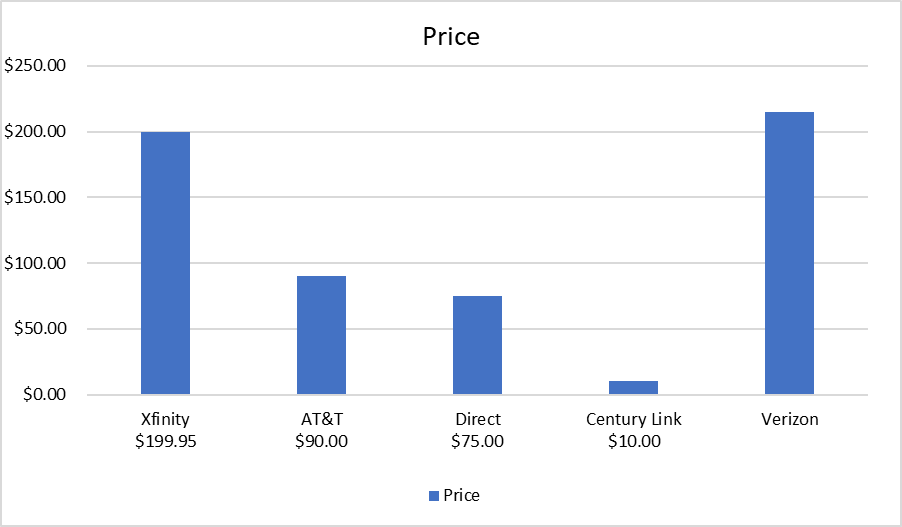 Price
$250.00
$200.00
$150.00
$100.00
$50.00
$0.00
Xfinity AT&T Direct Century Link Verizon
$199.95 $90.00 $75.00 $10.00
Price